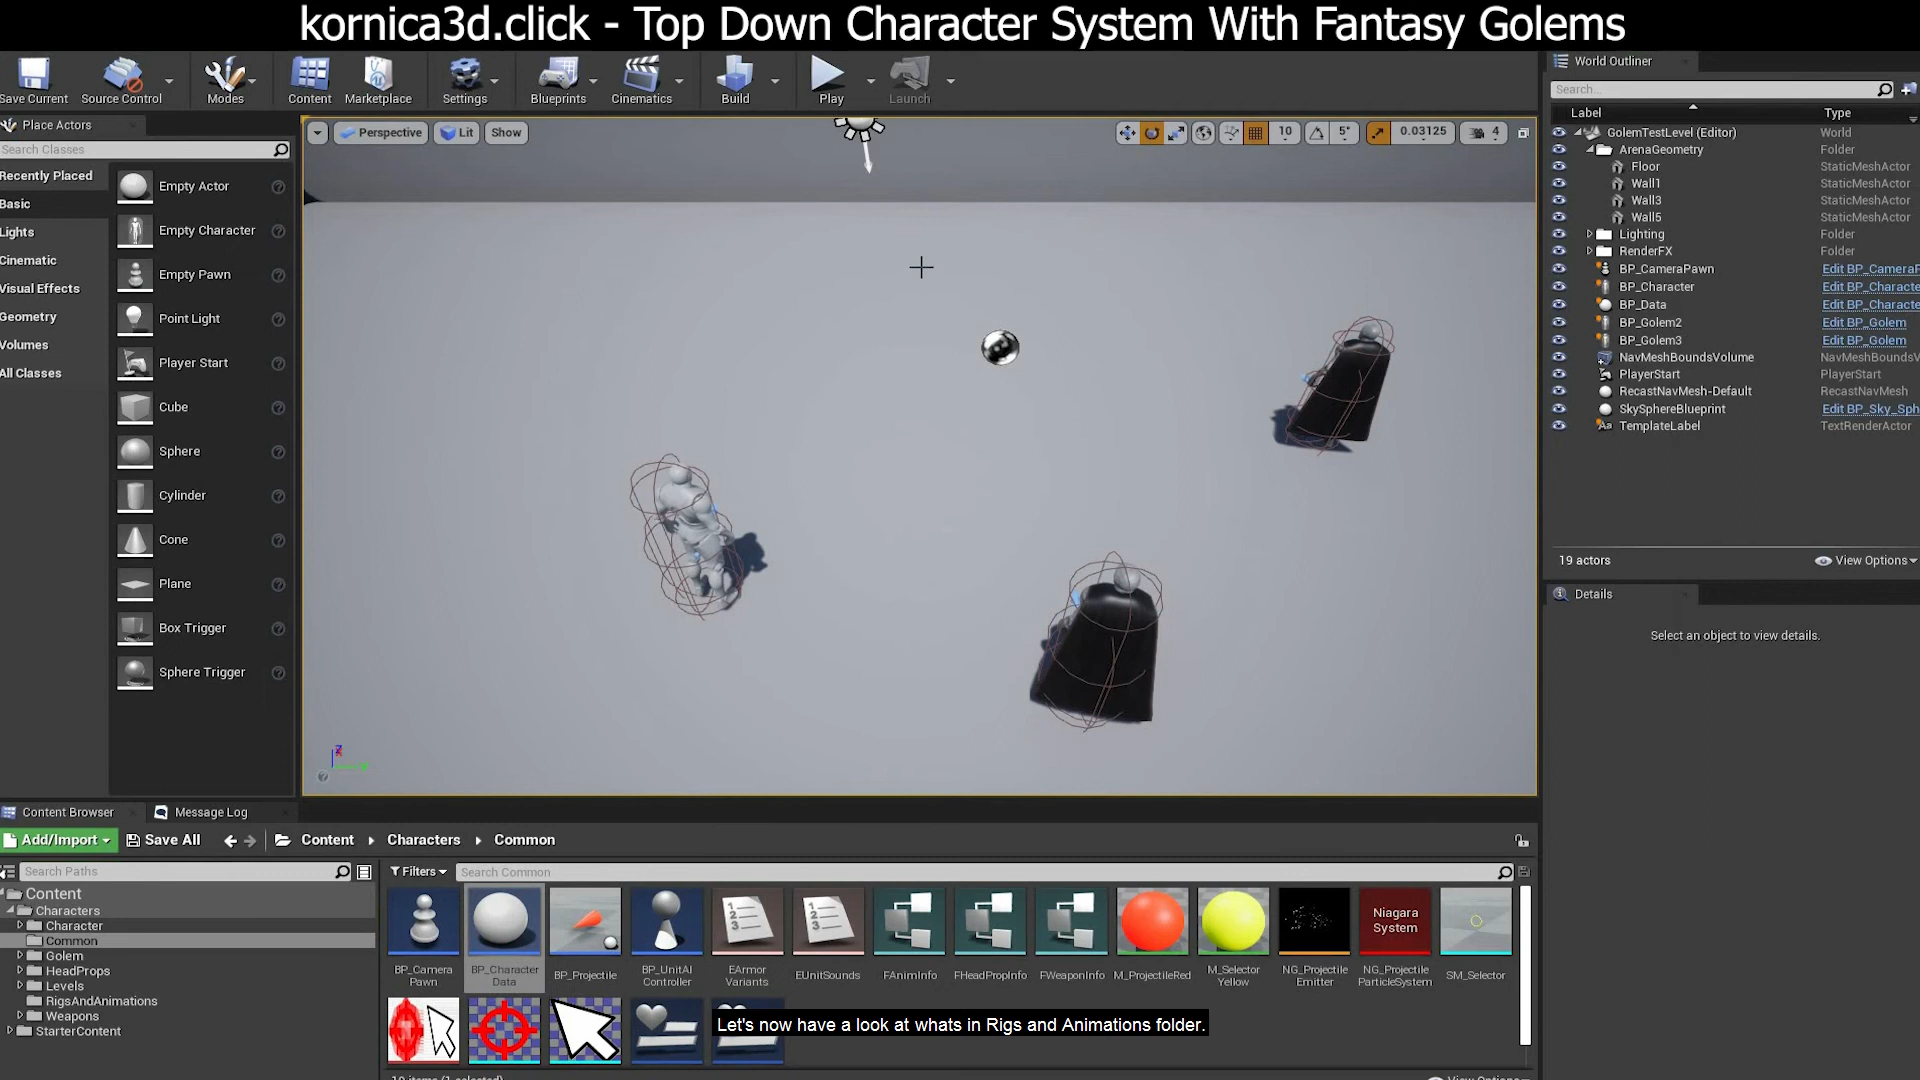 kornica3d.click - Top Down Character System With Fantasy Golems
Save Current
Source Control
Modes
Content
Marketplace
Settings
Blueprints
Cinematics
Build
Play
Launch
Place Actors
Search Classes
Recently Placed
Basic
Lights
Cinematic
Visual Effects
Geometry
Volumes
All Classes
Empty Actor
Empty Character
Empty Pawn
Point Light
Player Start
Cube
Sphere
Cylinder
Cone
Plane
Box Trigger
Sphere Trigger
Perspective
Lit
Show
10
5°
0.03125
4
World Outliner
Search...
Label
Type
GolemTestLevel (Editor) World
ArenaGeometry Folder
Floor StaticMeshActor
Wall1 StaticMeshActor
Wall3 StaticMeshActor
Wall5 StaticMeshActor
Lighting Folder
RenderFX Folder
BP_CameraPawn Edit BP_CameraF
BP_Character Edit BP_Characte
BP_Data Edit BP_Characte
BP_Golem2 Edit BP_Golem
BP_Golem3 Edit BP_Golem
NavMeshBoundsVolume NavMeshBoundsV
PlayerStart PlayerStart
RecastNavMesh-Default RecastNavMesh
SkySphereBlueprint Edit BP_Sky_Sph
TemplateLabel TextRenderActor
19 actors
View Options
Details
Select an object to view details.
Content Browser
Message Log
Add/Import
Save All
Content
Characters
Common
Search Paths
Filters
Search Common
Content
Characters
Character
Common
Golem
HeadProps
Levels
RigsAndAnimations
Weapons
StarterContent
BP_Camera
Pawn
BP_Character
Data
BP_Projectile
BP_UnitAI
Controller
EArmor
Variants
EUnitSounds
FAnimInfo
FHeadPropInfo
FWeaponInfo
M_ProjectileRed
M_Selector
Yellow
NG_Projectile
Emitter
Niagara
System
NG_Projectile
ParticleSystem
SM_Selector
Let's now have a look at whats in Rigs and Animations folder.